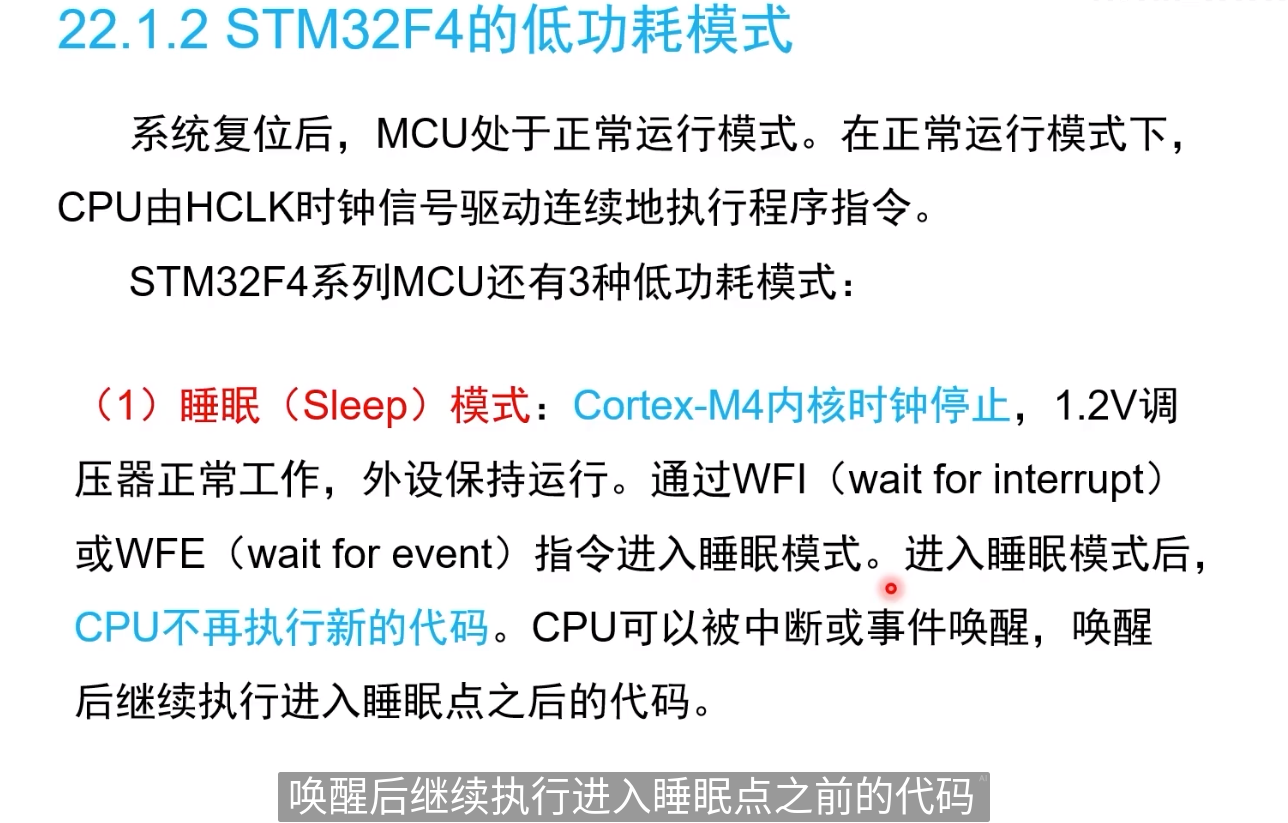 22.1.2 STM32F4的低功耗模式
系统复位后，MCU处于正常运行模式。在正常运行模式下，
CPU由HCLK时钟信号驱动连续地执行程序指令。
STM32F4系列MCU还有3种低功耗模式：
（1）睡眠（Sleep）模式：Cortex-M4内核时钟停止，1.2V调
压器正常工作，外设保持运行。通过WFI（wait for interrupt）
或WFE（wait for event）指令进入睡眠模式。进入睡眠模式后，
CPU不再执行新的代码。CPU可以被中断或事件唤醒，唤醒
后继续执行进入睡眠点之后的代码。
唤醒后继续执行进入睡眠点之前的代码
AI